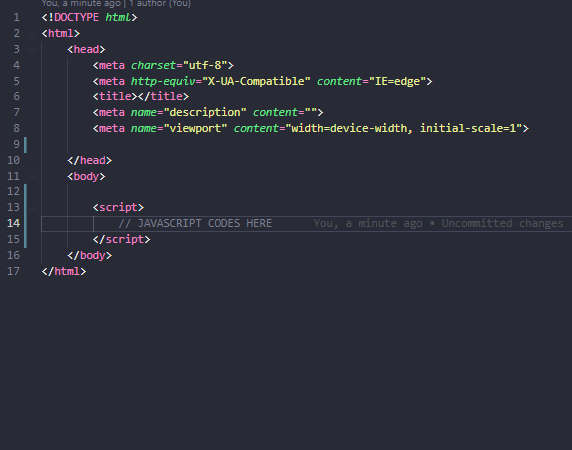 You, a minute ago | 1 author (You)
1 <!DOCTYPE html>
2 <html>
3 <head>
4 <meta charset="utf-8">
5 <meta http-equiv="X-UA-Compatible" content="IE=edge">
6 <title></title>
7 <meta name="description" content="">
8 <meta name="viewport" content="width=device-width, initial-scale=1">
9
10 </head>
11 <body>
12
13 <script>
14 // JAVASCRIPT CODES HERE You, a minute ago • Uncommitted changes
15 </script>
16 </body>
17 </html>